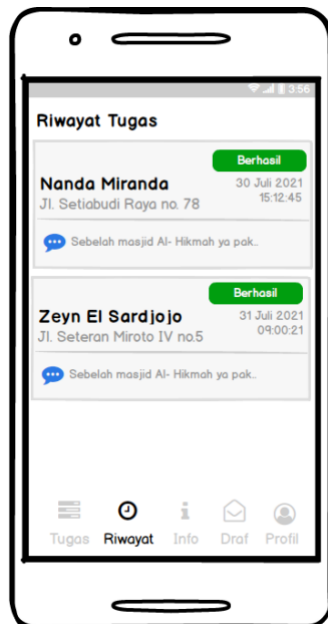 3:56
Riwayat Tugas
Berhasil
Nanda Miranda
30 Juli 2021
Jl. Setiabudi Raya no. 78
15:12:45
Sebelah masjid Al- Hikmah ya pak..
Berhasil
Zeyn El Sardjojo
31 Juli 2021
Jl. Seteran Miroto IV no.5
09:00:21
Sebelah masjid Al- Hikmah ya pak..
Tugas Riwayat Info Draf Profil